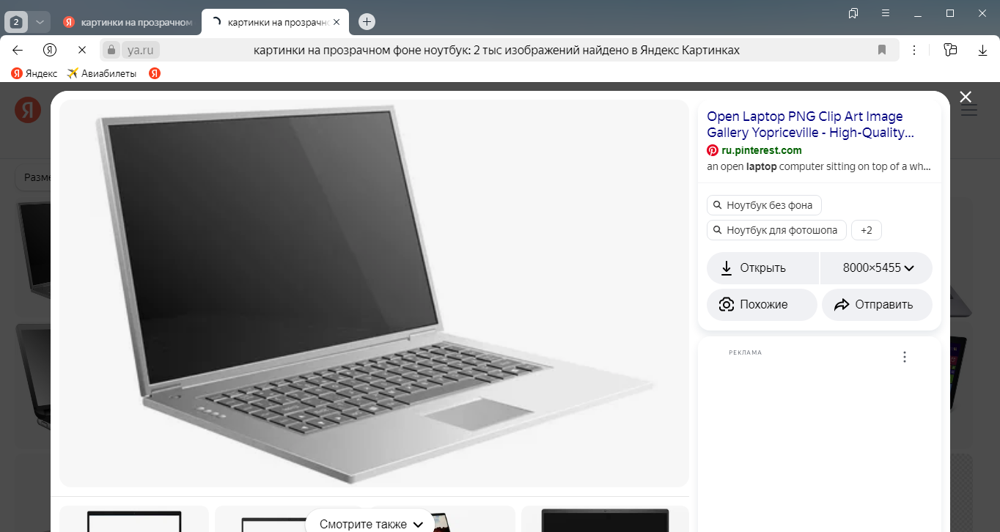 2
Я
картинки на прозрачном
картинки на прозрачно
Я
ya.ru
картинки на прозрачном фоне ноутбук: 2 тыс изображений найдено в Яндекс Картинках
Я Яндекс
Авиабилеты
Я
Я
Разме
Open Laptop PNG Clip Art Image
Gallery Yopriceville - High-Quality...
ru.pinterest.com
an open laptop computer sitting on top of a wh...
Ноутбук без фона
Ноутбук для фотошопа
+2
Открыть
8000×5455
Похожие
Отправить
РЕКЛАМА
Смотрите также